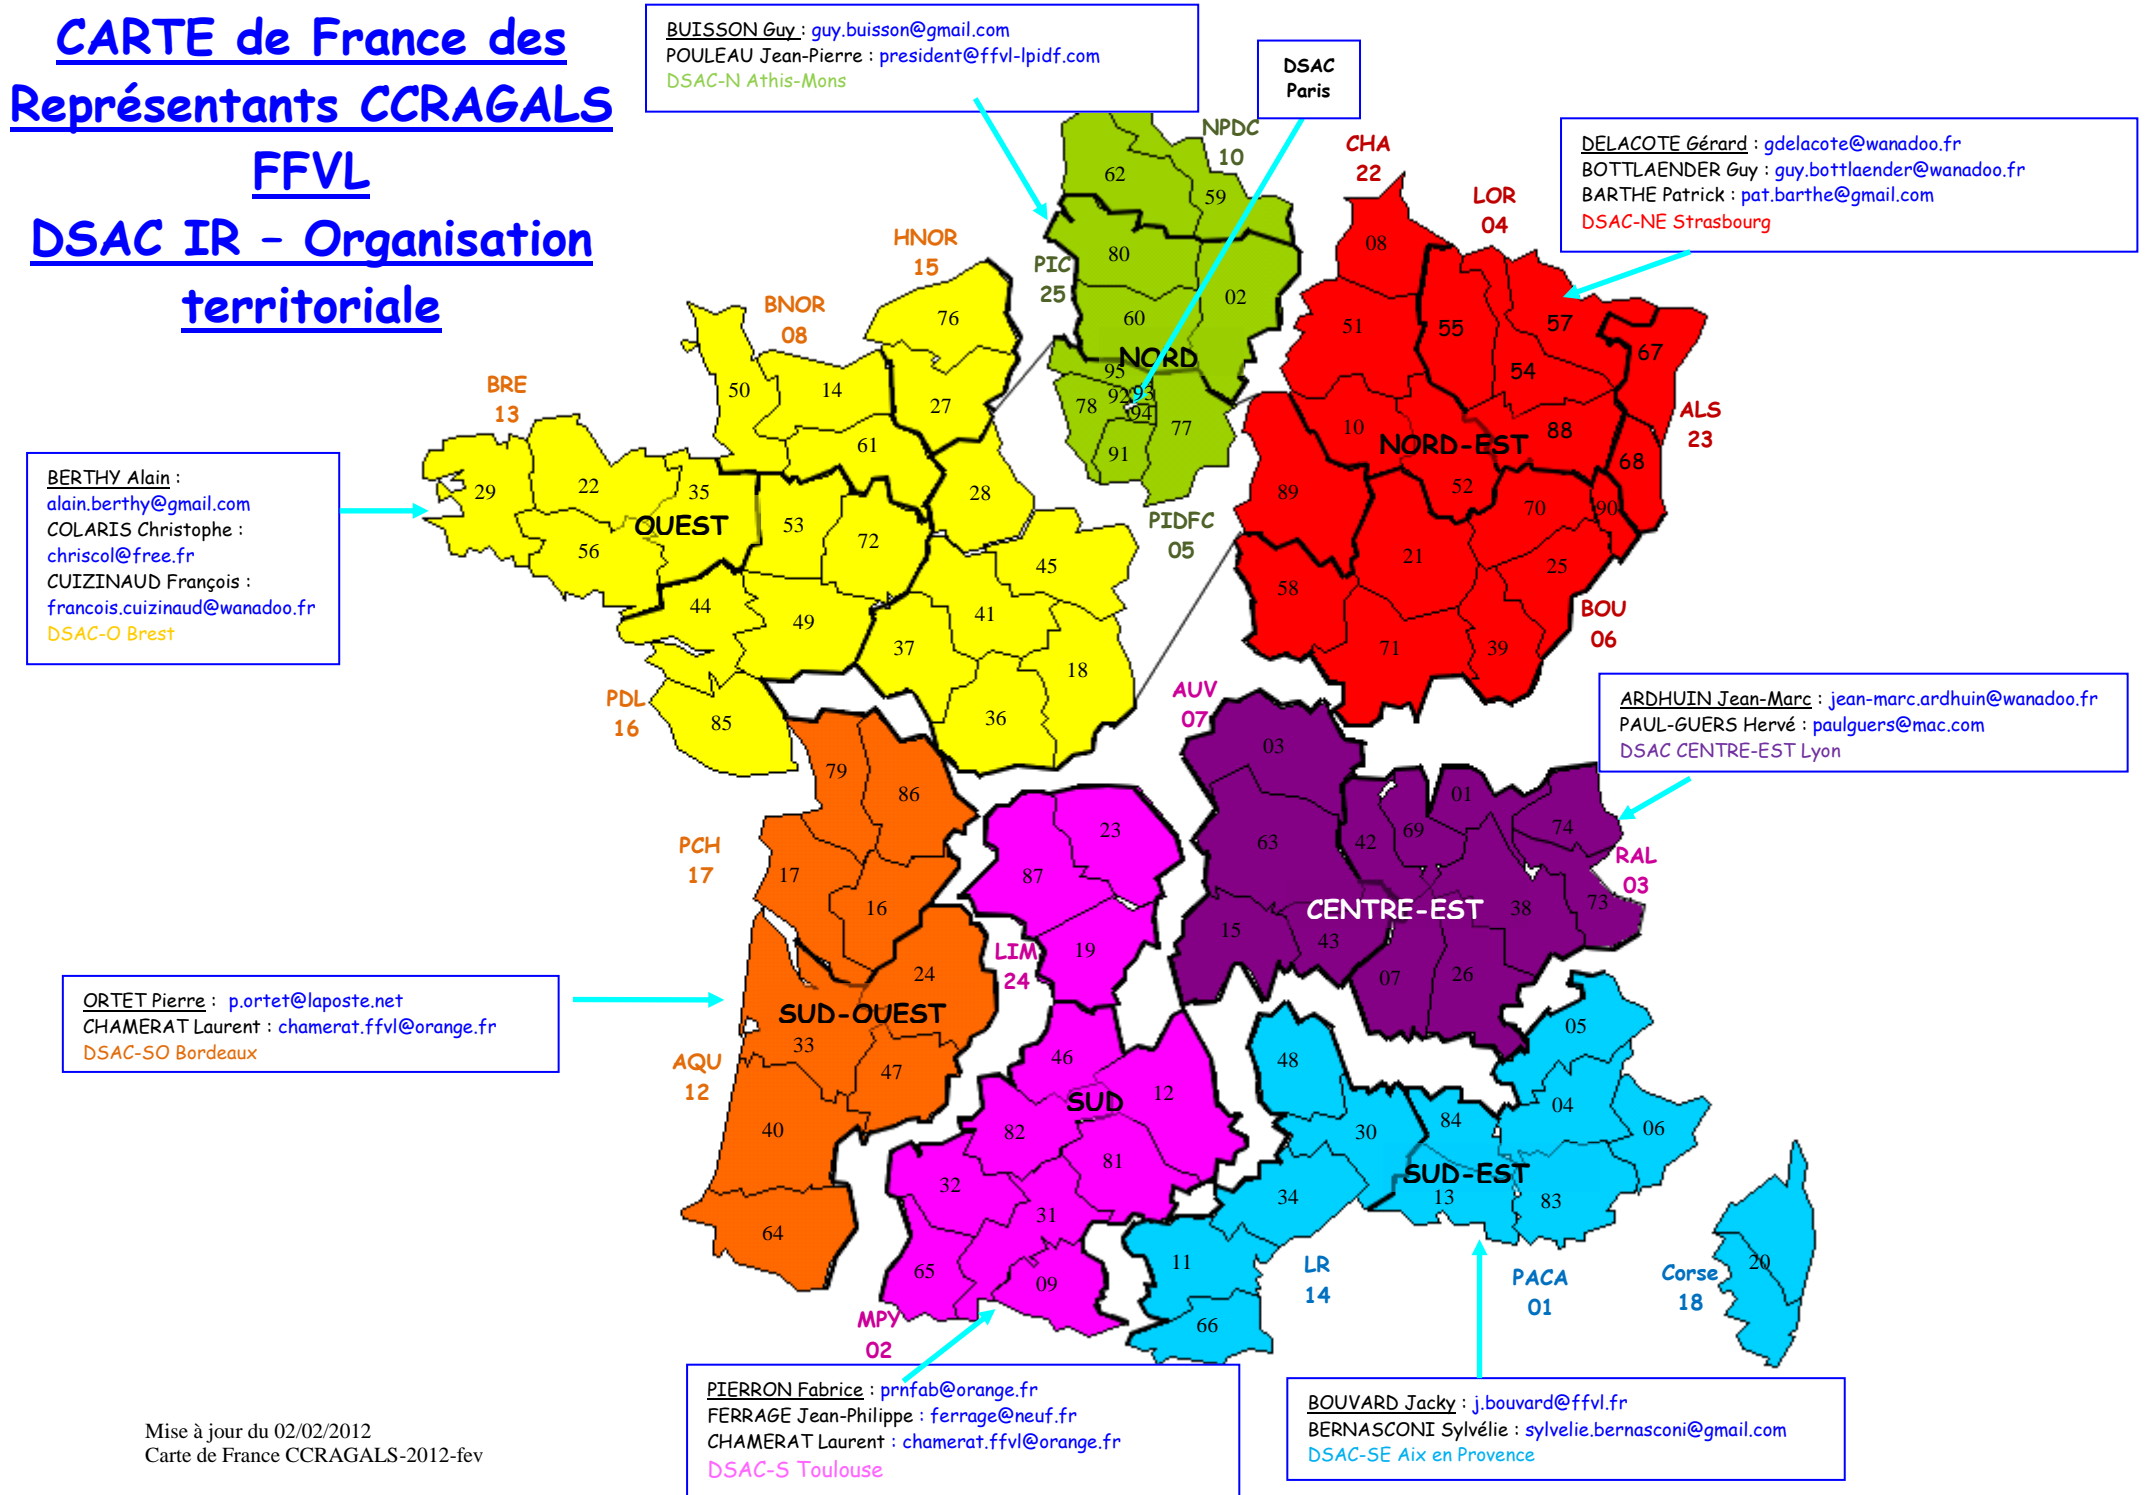 CARTE de France des
Représentants CCRAGALS
FFVL
DSAC IR – Organisation
territoriale
BUISSON Guy : guy.buisson@gmail.com
POULEAU Jean-Pierre : president@ffvl-lpidf.com
DSAC-N Athis-Mons
DSAC
Paris
DELACOTE Gérard : gdelacote@wanadoo.fr
BOTTLAENDER Guy : guy.bottlaender@wanadoo.fr
BARTHE Patrick : pat.barthe@gmail.com
DSAC-NE Strasbourg
NPDC
10
62
59
80
PIC
25
02
60
NORD
95
92
93
94
78
77
91
PIDFC
05
CHA
22
LOR
04
08
51
55
57
54
67
10
NORD-EST
88
ALS
23
68
89
52
70
90
21
25
58
BOU
06
71
39
HNOR
15
BNOR
08
76
50
14
27
BRE
13
61
29
22
35
OUEST
28
53
56
72
45
44
49
41
37
18
PDL
16
85
36
BERTHY Alain :
alain.berthy@gmail.com
COLARIS Christophe :
chriscol@free.fr
CUIZINAUD François :
francois.cuizinaud@wanadoo.fr
DSAC-O Brest
AUV
07
ARDHUIN Jean-Marc : jean-marc.ardhuin@wanadoo.fr
PAUL-GUERS Hervé : paulguers@mac.com
DSAC CENTRE-EST Lyon
03
01
42
69
74
63
RAL
03
CENTRE-EST
38
73
15
43
07
26
79
86
PCH
17
17
16
24
SUD-OUEST
33
47
AQU
12
40
64
ORTET Pierre : p.ortet@laposte.net
CHAMERAT Laurent : chamerat.ffvl@orange.fr
DSAC-SO Bordeaux
23
87
LIM
24
19
46
12
SUD
82
81
32
31
65
09
MPY
02
05
48
04
84
06
30
SUD-EST
34
13
83
11
LR
14
PACA
01
Corse
18
20
66
PIERRON Fabrice : prnfab@orange.fr
FERRAGE Jean-Philippe : ferrage@neuf.fr
CHAMERAT Laurent : chamerat.ffvl@orange.fr
DSAC-S Toulouse
BOUVARD Jacky : j.bouvard@ffvl.fr
BERNASCONI Sylvélie : sylvelie.bernasconi@gmail.com
DSAC-SE Aix en Provence
Mise à jour du 02/02/2012
Carte de France CCRAGALS-2012-fev